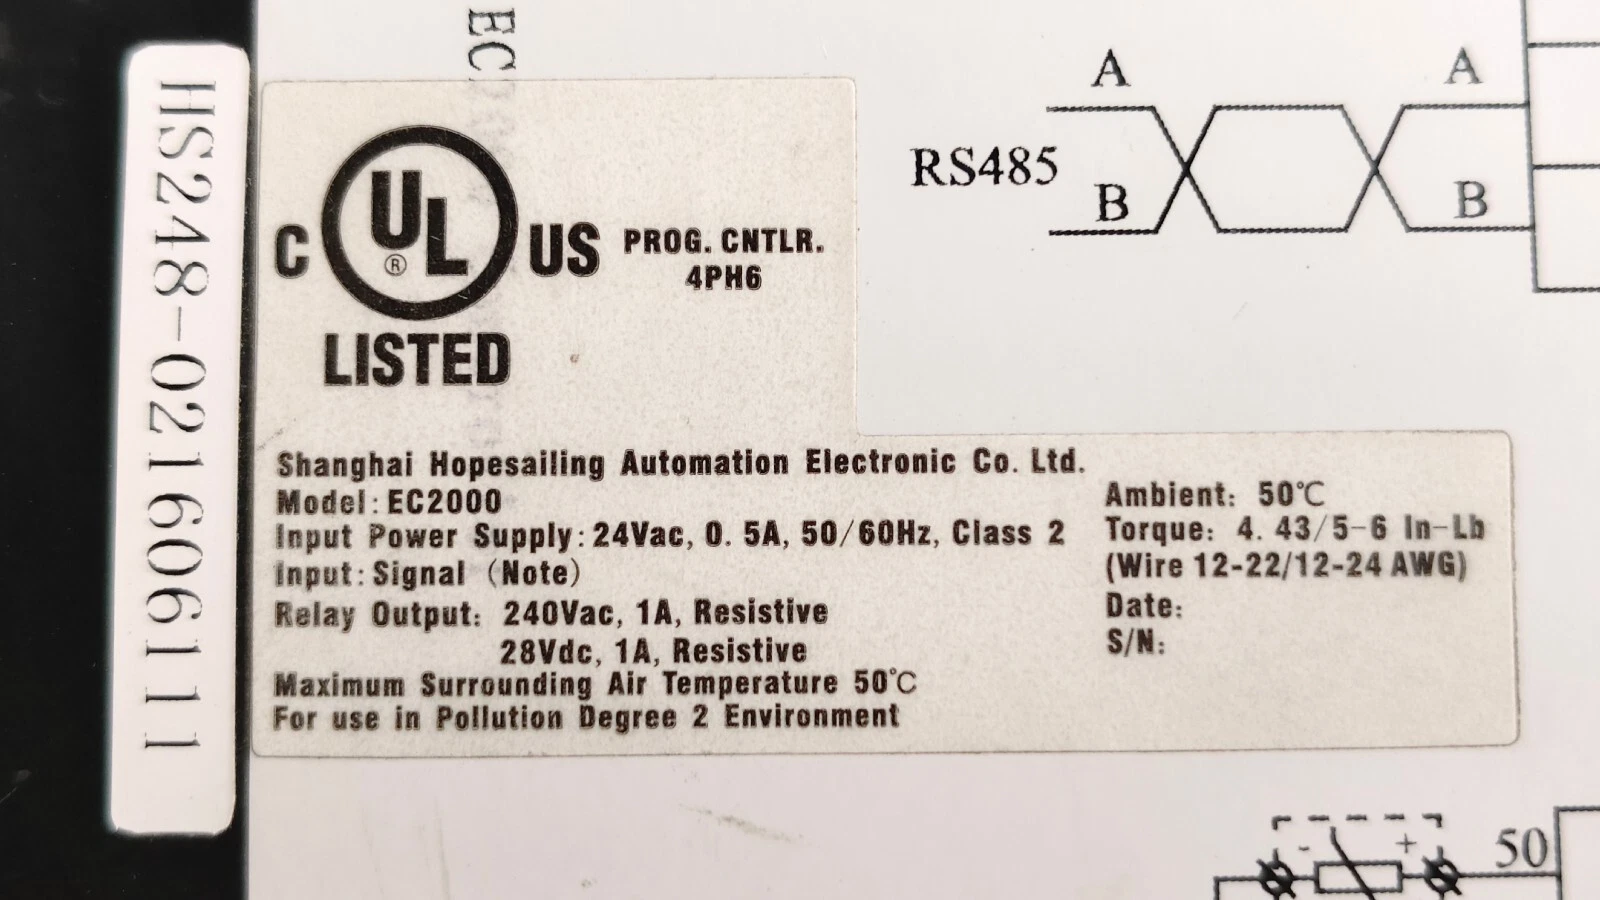 HS248-021606111
EC
C UL ® US
LISTED
PROG. CNTLR.
4PH6
A
A
RS485
B
B
Shanghai Hopesailing Automation Electronic Co. Ltd.
Model: EC2000
Input Power Supply: 24Vac, 0. 5A, 50/60Hz, Class 2
Input: Signal (Note)
Relay Output: 240Vac, 1A, Resistive
28Vdc, 1A, Resistive
Maximum Surrounding Air Temperature 50℃
For use in Pollution Degree 2 Environment
Ambient: 50℃
Torque: 4. 43/5-6 In-Lb
(Wire 12-22/12-24 AWG)
Date:
S/N:
- +
50